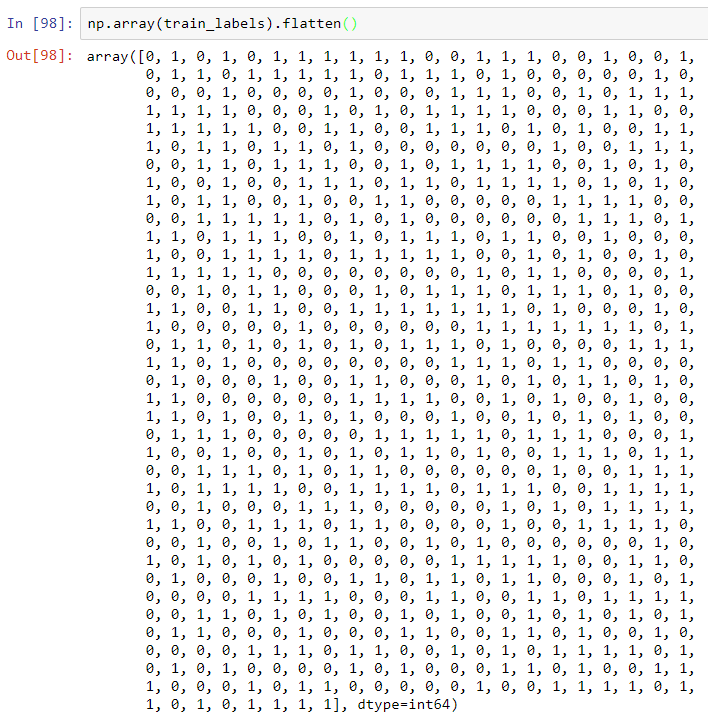 In [98]: np.array(train_labels).flatten()
Out[98]: array([0, 1, 0, 1, 0, 1, 1, 1, 1, 1, 1, 0, 0, 1, 1, 1, 0, 0, 1, 0, 0, 1,
0, 1, 1, 0, 1, 1, 1, 1, 1, 0, 1, 1, 1, 0, 1, 0, 0, 0, 0, 0, 1, 0,
0, 0, 0, 1, 0, 0, 0, 0, 1, 0, 0, 0, 1, 1, 1, 0, 0, 1, 0, 1, 1, 1,
1, 1, 1, 1, 0, 0, 0, 1, 0, 1, 0, 1, 1, 1, 1, 0, 0, 0, 1, 1, 0, 0,
1, 1, 1, 1, 1, 0, 0, 1, 1, 0, 0, 1, 1, 1, 0, 1, 0, 1, 0, 0, 1, 1,
1, 0, 1, 1, 0, 1, 1, 0, 1, 0, 0, 0, 0, 0, 0, 0, 1, 0, 0, 1, 1, 1,
0, 0, 1, 1, 0, 1, 1, 1, 0, 0, 1, 0, 1, 1, 1, 1, 0, 0, 1, 0, 1, 0,
1, 0, 0, 1, 0, 0, 1, 1, 1, 0, 1, 1, 0, 1, 1, 1, 1, 0, 1, 0, 1, 0,
1, 0, 1, 1, 0, 0, 1, 0, 0, 1, 1, 0, 0, 0, 0, 0, 1, 1, 1, 1, 0, 0,
0, 0, 1, 1, 1, 1, 1, 0, 1, 0, 1, 0, 0, 0, 0, 0, 0, 1, 1, 1, 0, 1,
1, 1, 0, 1, 1, 1, 0, 0, 1, 0, 1, 1, 1, 0, 1, 1, 0, 0, 1, 0, 0, 0,
1, 0, 0, 1, 1, 1, 1, 0, 1, 1, 1, 1, 1, 1, 0, 0, 1, 0, 1, 0, 0, 1, 0,
1, 1, 1, 1, 1, 0, 0, 0, 0, 0, 0, 0, 0, 1, 0, 1, 1, 0, 0, 0, 0, 1,
0, 0, 1, 0, 1, 1, 0, 0, 0, 1, 0, 1, 1, 1, 0, 1, 1, 1, 0, 1, 0, 0,
1, 1, 0, 0, 1, 1, 0, 0, 1, 1, 1, 1, 1, 1, 1, 0, 1, 0, 0, 0, 1, 0,
1, 0, 0, 0, 0, 0, 1, 0, 0, 0, 0, 0, 0, 1, 1, 1, 1, 1, 1, 1, 0, 1,
0, 1, 1, 0, 1, 0, 1, 0, 1, 0, 1, 1, 1, 0, 1, 0, 0, 0, 0, 1, 1, 1,
1, 1, 0, 1, 0, 0, 0, 0, 0, 0, 0, 0, 1, 1, 1, 0, 1, 1, 0, 0, 0, 0,
0, 1, 0, 0, 0, 1, 0, 0, 1, 1, 0, 0, 0, 1, 0, 1, 0, 1, 1, 0, 1, 0,
1, 1, 0, 0, 0, 0, 0, 0, 1, 1, 1, 1, 0, 0, 1, 0, 1, 0, 0, 1, 0, 0,
1, 1, 0, 1, 0, 0, 1, 0, 1, 0, 0, 0, 1, 0, 0, 1, 0, 1, 0, 1, 0, 0,
0, 1, 1, 1, 0, 0, 0, 0, 0, 1, 1, 1, 1, 1, 0, 1, 1, 1, 0, 0, 0, 1,
1, 0, 0, 1, 0, 0, 1, 0, 1, 0, 1, 1, 0, 1, 0, 0, 1, 1, 1, 0, 1, 1,
0, 0, 1, 1, 1, 0, 1, 0, 1, 1, 0, 0, 0, 0, 0, 0, 1, 0, 0, 1, 1, 1,
1, 0, 1, 1, 1, 1, 0, 0, 1, 1, 1, 1, 0, 1, 1, 1, 0, 0, 1, 1, 1, 1,
0, 0, 1, 0, 0, 0, 1, 1, 1, 0, 0, 0, 0, 0, 0, 1, 0, 1, 0, 1, 1, 1, 1,
1, 1, 0, 0, 1, 1, 1, 0, 1, 1, 0, 0, 0, 0, 1, 0, 0, 1, 1, 1, 1, 0,
0, 0, 1, 0, 0, 1, 0, 1, 1, 0, 0, 1, 0, 1, 0, 0, 0, 0, 0, 0, 1, 0,
1, 0, 1, 0, 1, 0, 1, 0, 0, 0, 0, 0, 1, 1, 1, 1, 1, 0, 0, 1, 1, 0,
0, 1, 0, 0, 0, 1, 0, 0, 1, 1, 0, 1, 1, 0, 1, 1, 0, 0, 0, 1, 0, 1,
0, 0, 0, 0, 1, 1, 1, 1, 0, 0, 0, 1, 1, 0, 0, 1, 1, 0, 1, 1, 1, 1,
0, 0, 1, 1, 0, 1, 0, 1, 0, 0, 1, 0, 1, 0, 0, 1, 0, 1, 0, 1, 0, 1,
0, 1, 1, 0, 0, 0, 1, 0, 0, 0, 1, 1, 0, 0, 1, 1, 0, 1, 0, 0, 1, 0,
0, 0, 0, 0, 1, 1, 1, 0, 1, 1, 0, 0, 1, 0, 1, 0, 1, 1, 1, 1, 0, 1,
0, 1, 0, 1, 0, 0, 0, 0, 1, 0, 1, 0, 0, 0, 1, 1, 0, 1, 0, 0, 1, 1,
1, 0, 0, 0, 1, 0, 1, 1, 0, 0, 0, 0, 0, 1, 0, 0, 1, 1, 1, 1, 0, 1,
1, 0, 1, 0, 1, 1, 1, 1], dtype=int64)